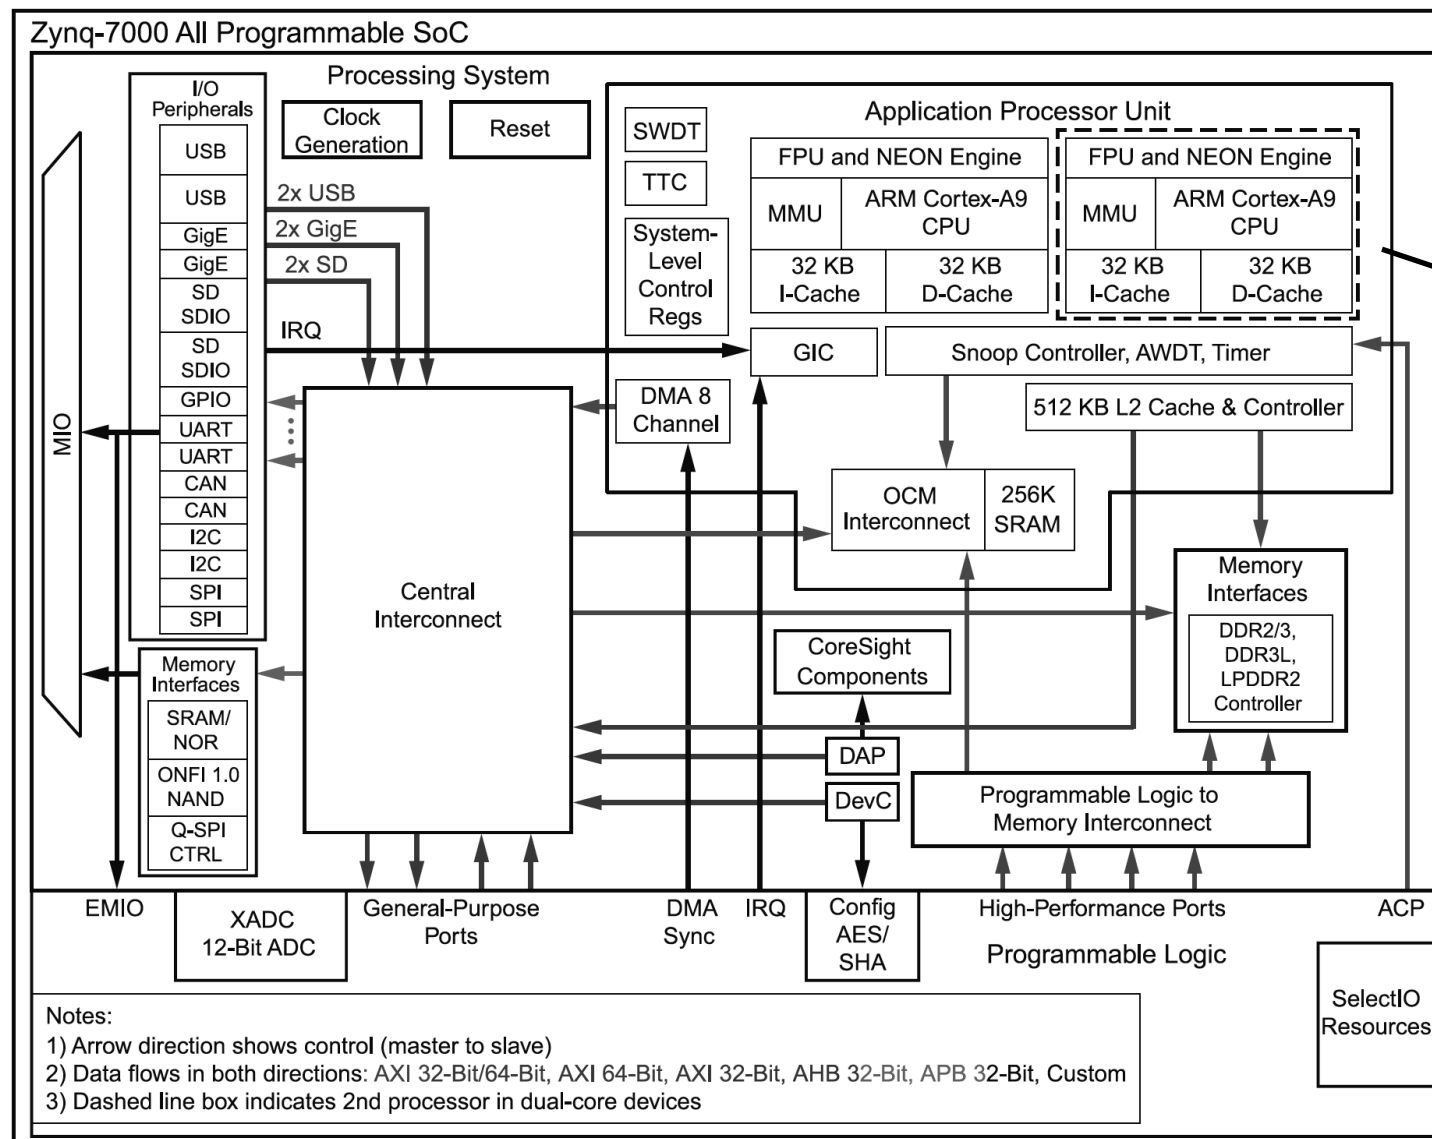 Zynq-7000 All Programmable SoC
Processing System
I/O
Peripherals
USB
USB
GigE
GigE
SD
SDIO
SD
SDIO
GPIO
UART
UART
CAN
CAN
I2C
I2C
SPI
SPI
MIO
Clock
Generation
Reset
2x USB
2x GigE
2x SD
IRQ
Application Processor Unit
SWDT
TTC
System-
Level
Control
Regs
FPU and NEON Engine
MMU
ARM Cortex-A9
CPU
32 KB
I-Cache
32 KB
D-Cache
FPU and NEON Engine
MMU
ARM Cortex-A9
CPU
32 KB
I-Cache
32 KB
D-Cache
GIC
Snoop Controller, AWDT, Timer
DMA 8
Channel
512 KB L2 Cache & Controller
OCM
Interconnect
256K
SRAM
Central
Interconnect
Memory
Interfaces
DDR2/3,
DDR3L,
LPDDR2
Controller
CoreSight
Components
DAP
DevC
Programmable Logic to
Memory Interconnect
Memory
Interfaces
SRAM/
NOR
ONFI 1.0
NAND
Q-SPI
CTRL
EMIO
XADC
12-Bit ADC
General-Purpose
Ports
DMA
Sync
IRQ
Config
AES/
SHA
High-Performance Ports
ACP
Programmable Logic
SelectIO
Resources
Notes:
1) Arrow direction shows control (master to slave)
2) Data flows in both directions: AXI 32-Bit/64-Bit, AXI 64-Bit, AXI 32-Bit, AHB 32-Bit, APB 32-Bit, Custom
3) Dashed line box indicates 2nd processor in dual-core devices